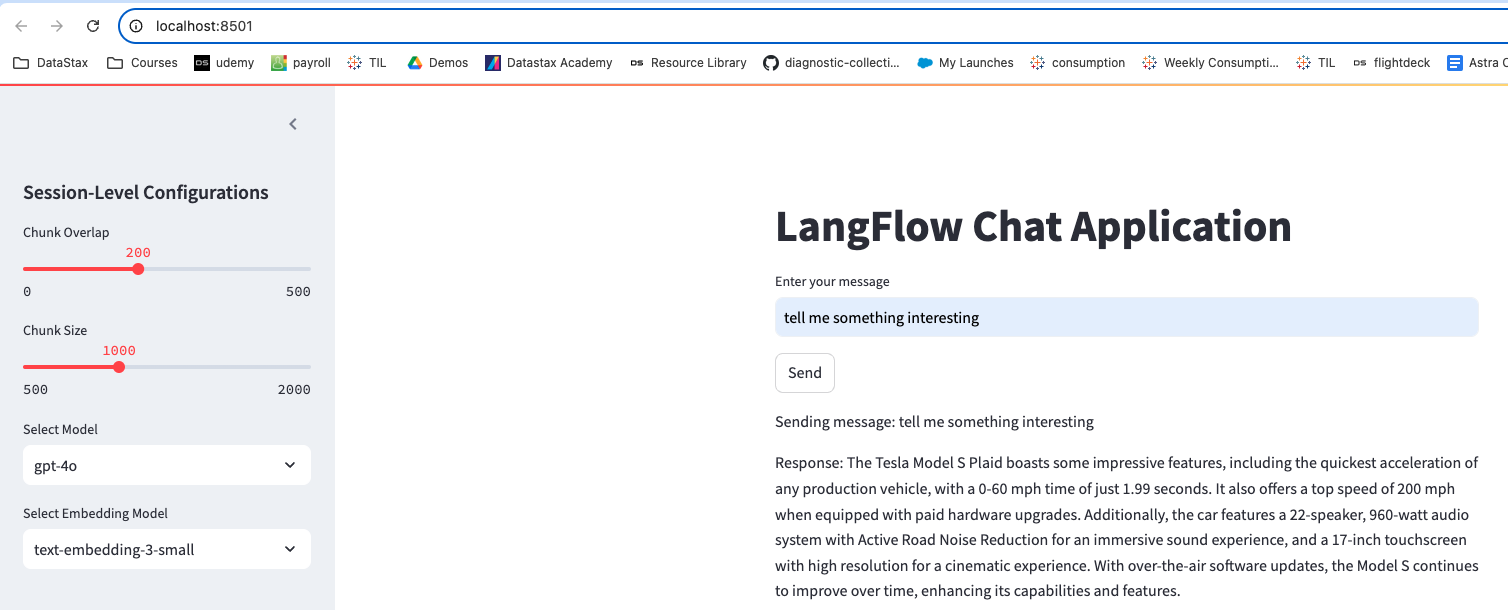 localhost:8501
DataStax Courses udemy payroll TIL Demos Datastax Academy Resource Library diagnostic-collecti... My Launches consumption Weekly Consumpti... TIL flightdeck Astra
Session-Level Configurations
Chunk Overlap
200
0 500
Chunk Size
1000
500 2000
Select Model
gpt-4o
Select Embedding Model
text-embedding-3-small
LangFlow Chat Application
Enter your message
tell me something interesting
Send
Sending message: tell me something interesting
Response: The Tesla Model S Plaid boasts some impressive features, including the quickest acceleration of
any production vehicle, with a 0-60 mph time of just 1.99 seconds. It also offers a top speed of 200 mph
when equipped with paid hardware upgrades. Additionally, the car features a 22-speaker, 960-watt audio
system with Active Road Noise Reduction for an immersive sound experience, and a 17-inch touchscreen
with high resolution for a cinematic experience. With over-the-air software updates, the Model S continues
to improve over time, enhancing its capabilities and features.